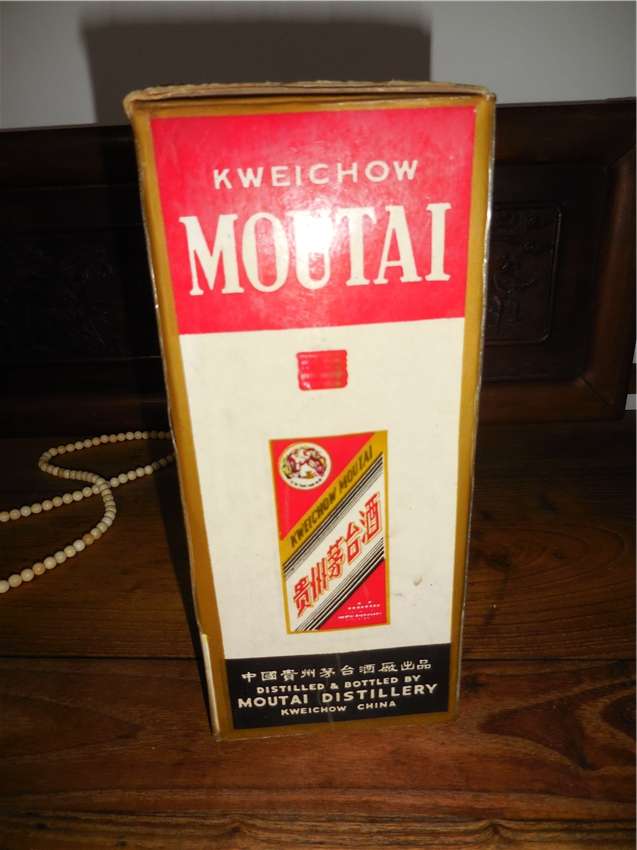 KWEICHOW
MOUTAI
KWEICHOW MOUTAI
贵州茅台酒
中國貴州茅台酒廠出品
DISTILLED & BOTTLED BY
MOUTAI DISTILLERY
KWEICHOW CHINA